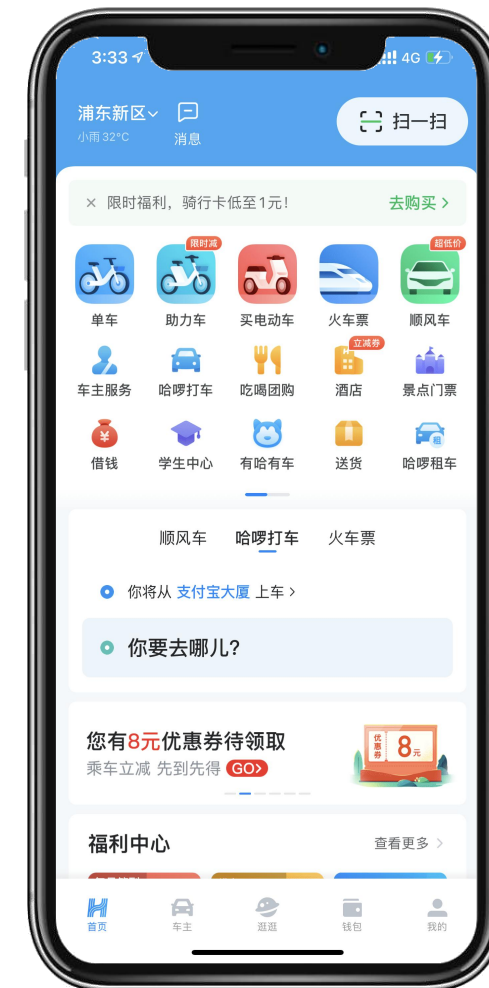 3:33
4G
浦东新区
小雨 32°C
消息
扫一扫
× 限时福利，骑行卡低至1元!
去购买 >
限时减
超低价
单车
助力车
买电动车
火车票
顺风车
立减券
车主服务
哈啰打车
吃喝团购
酒店
景点门票
¥
租
借钱
学生中心
有哈有车
送货
哈啰租车
顺风车
哈啰打车
火车票
你将从 支付宝大厦 上车 >
你要去哪儿?
您有8元优惠券待领取
乘车立减 先到先得 GO>
优惠券
8元
福利中心
查看更多 >
首页
车主
逛逛
钱包
我的